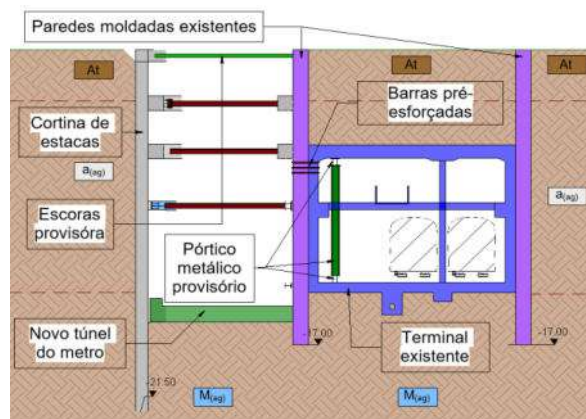 Paredes moldadas existentes
At
At
At
Barras pré-
esforçadas
Cortina de
estacas
a(ag)
a(ag)
Escoras
provisóra
Pórtico
metálico
provisório
Novo túnel
do metro
-17.00
-17.00
Terminal
existente
-21.50
M(ag)
M(ag)